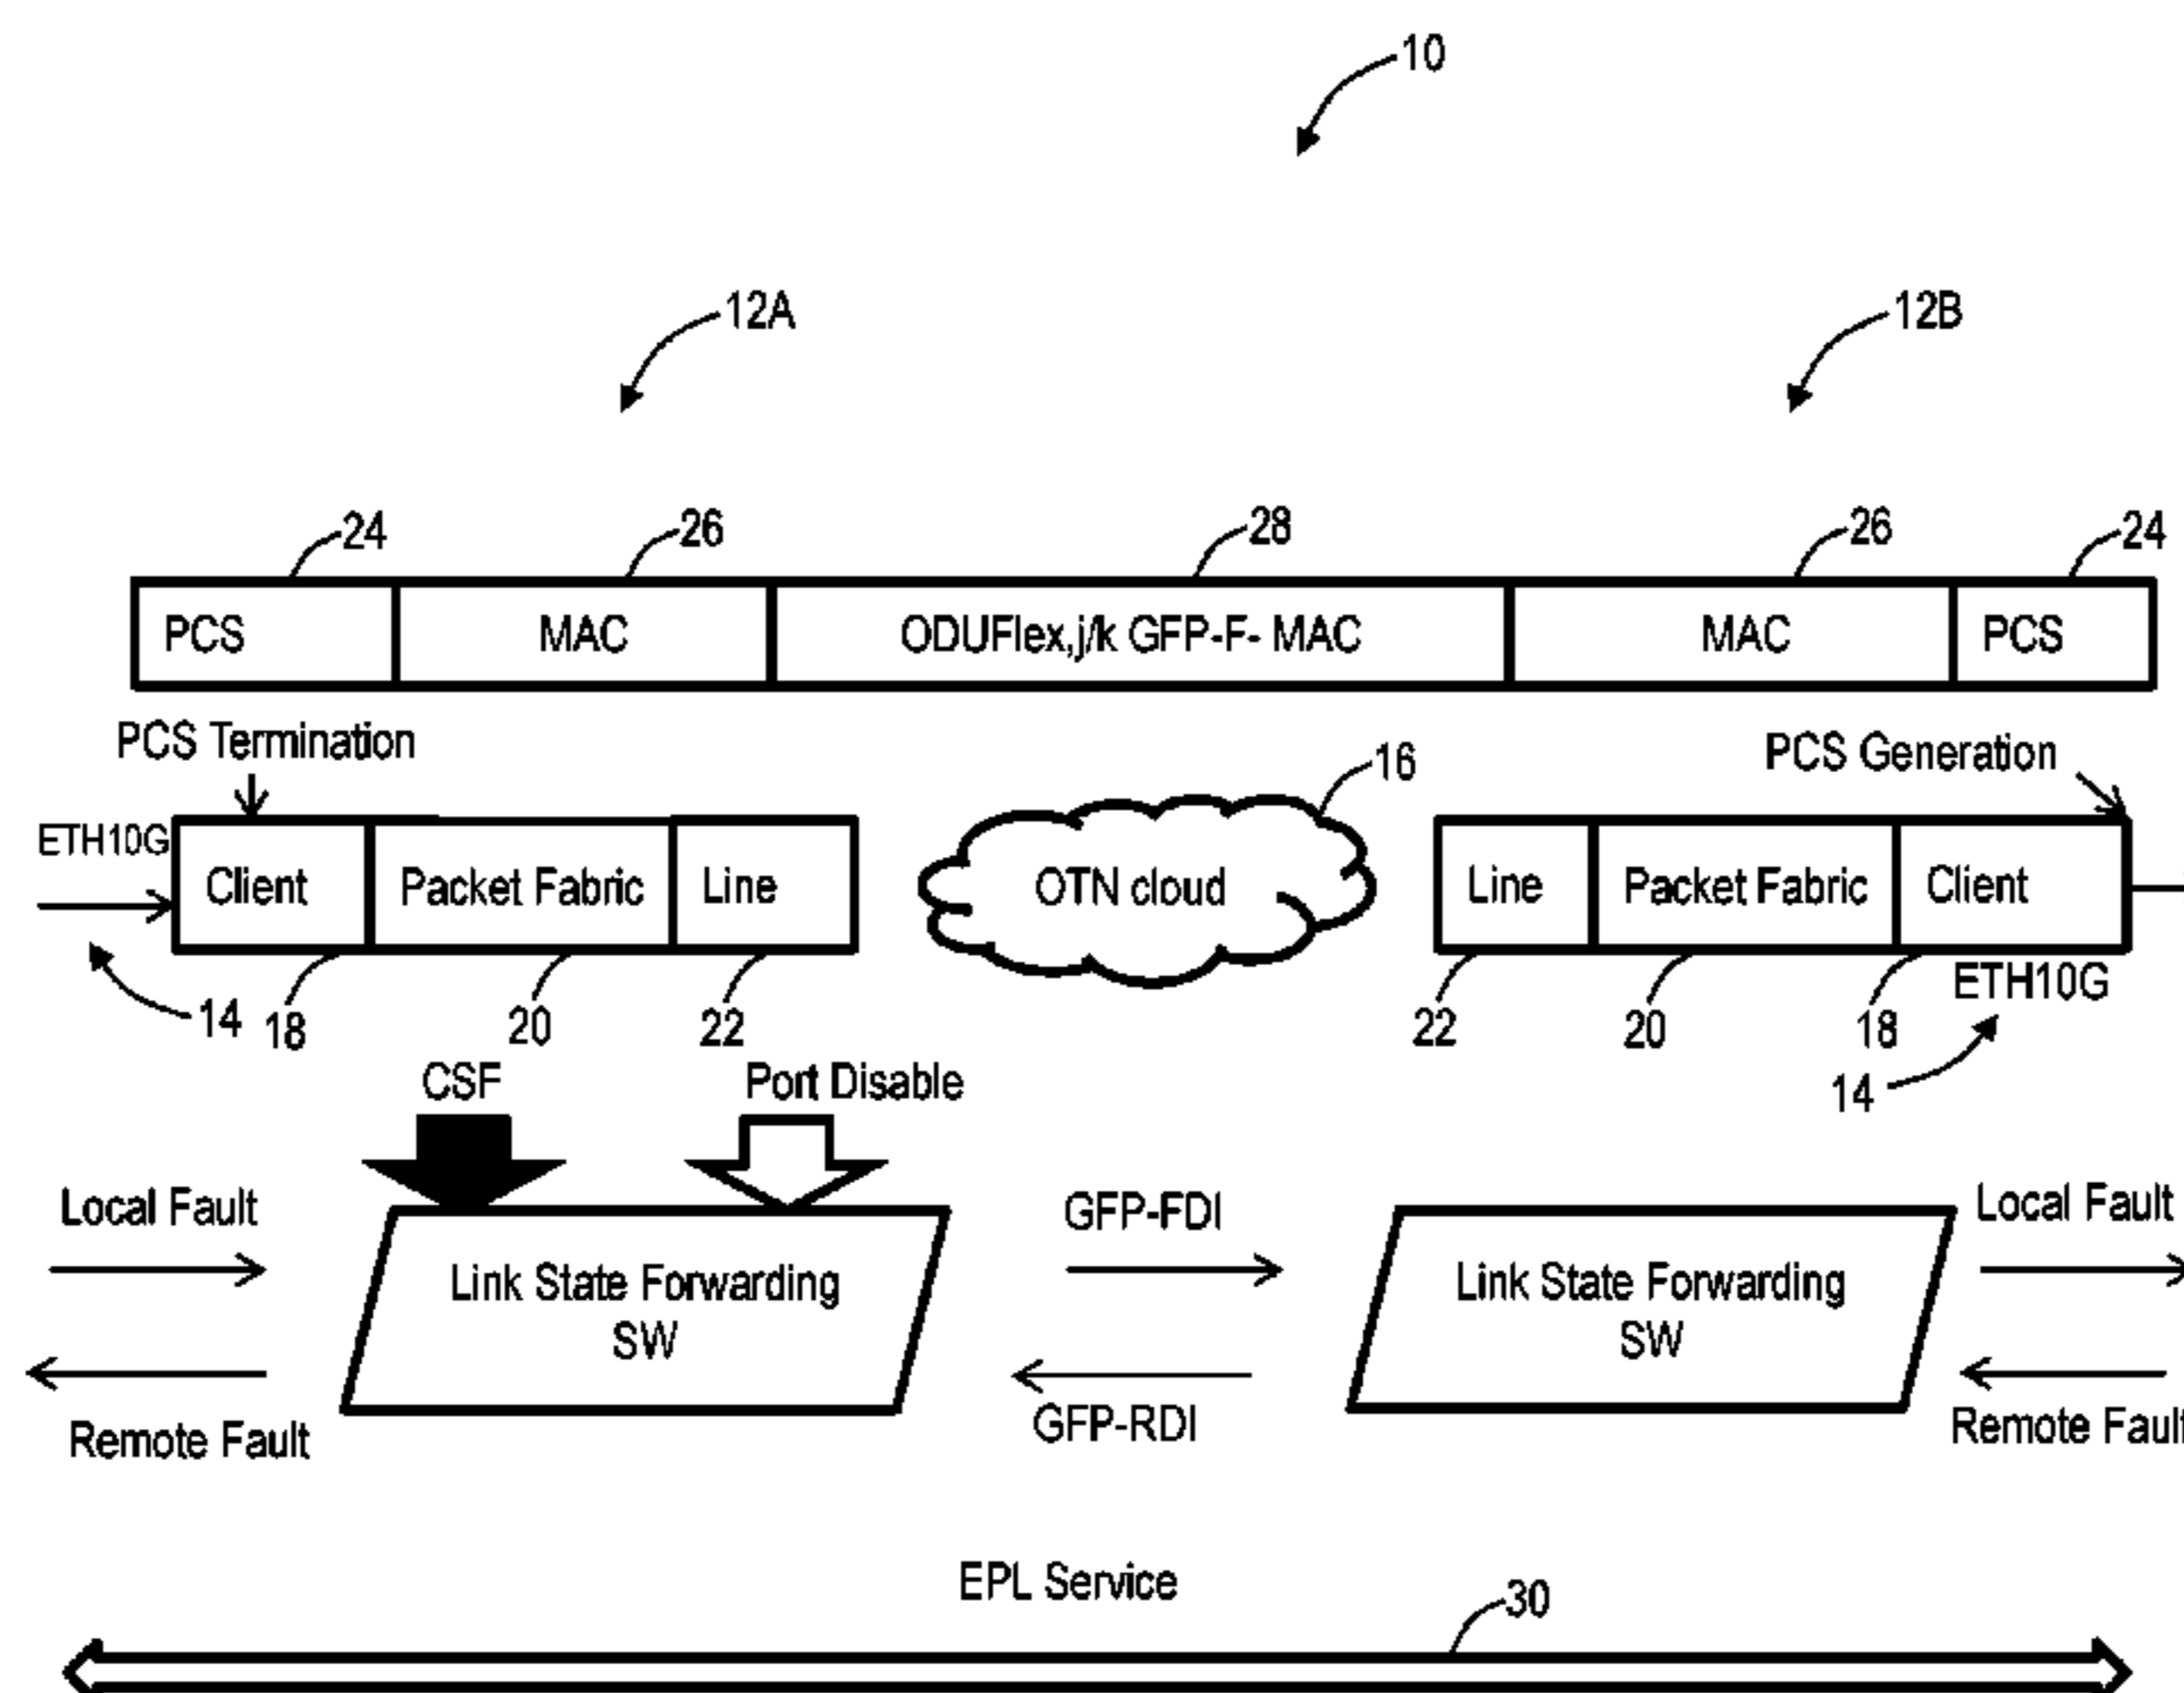 10
12A
12B
24
26
28
26
24
PCS
MAC
ODUFlex,j/k GFP-F- MAC
MAC
PCS
PCS Termination
16
PCS Generation
ETH10G
Client
Packet Fabric
Line
OTN cloud
Line
Packet Fabric
Client
14
18
20
22
22
20
18
ETH10G
14
CSF
Port Disable
Local Fault
GFP-FDI
Local Fault
Link State Forwarding
SW
Link State Forwarding
SW
Remote Fault
GFP-RDI
Remote Fault
EPL Service
30